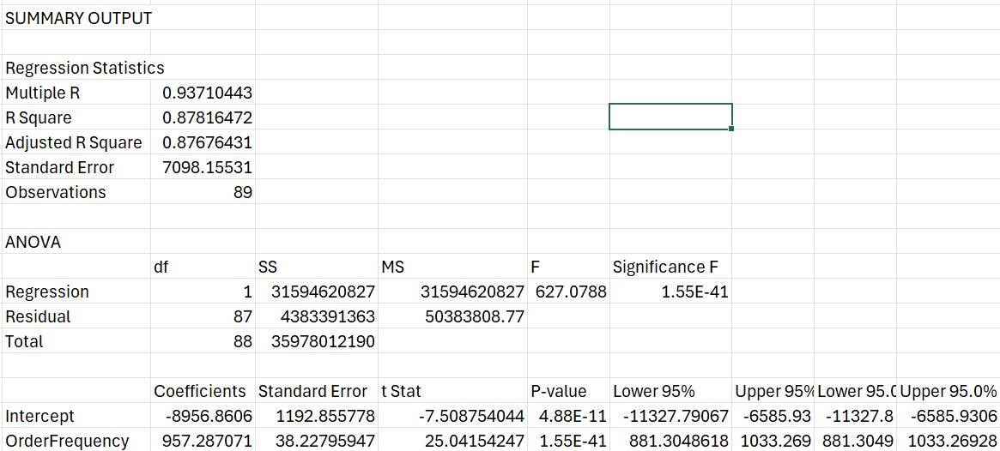 SUMMARY OUTPUT
Regression Statistics
Multiple R 0.93710443
R Square 0.87816472
Adjusted R Square 0.87676431
Standard Error 7098.15531
Observations 89
ANOVA
df SS MS F Significance F
Regression 1 31594620827 31594620827 627.0788 1.55E-41
Residual 87 4383391363 50383808.77
Total 88 35978012190
Coefficients Standard Error t Stat P-value Lower 95% Upper 95% Lower 95.0 Upper 95.0%
Intercept -8956.8606 1192.855778 -7.508754044 4.88E-11 -11327.79067 -6585.93 -11327.8 -6585.9306
OrderFrequency 957.287071 38.22795947 25.04154247 1.55E-41 881.3048618 1033.269 881.3049 1033.26928